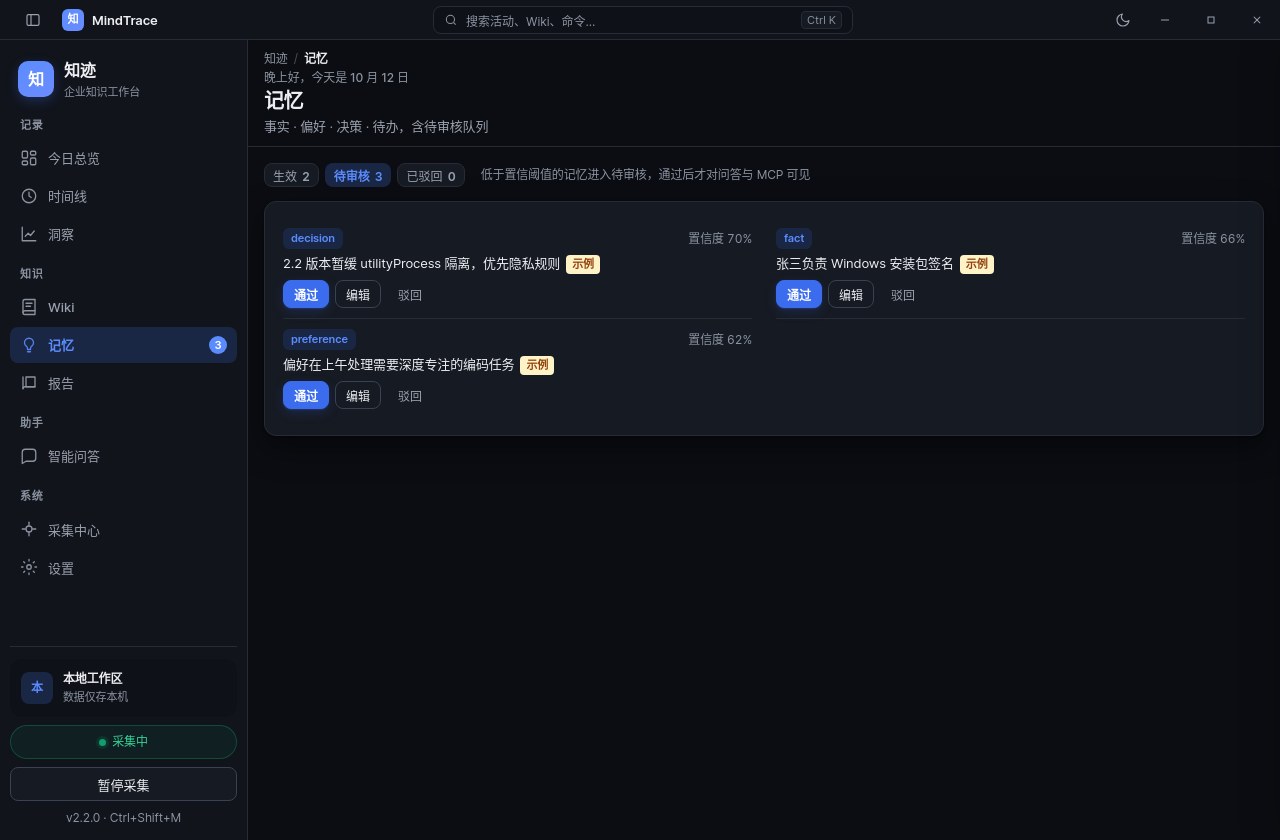 知 MindTrace
搜索活动、Wiki、命令... Ctrl K
知 知迹
企业知识工作台
记录
今日总览
时间线
洞察
知识
Wiki
记忆 3
报告
助手
智能问答
系统
采集中心
设置
本 本地工作区
数据仅存本机
采集中
暂停采集
v2.2.0 · Ctrl+Shift+M
知迹 / 记忆
晚上好，今天是 10 月 12 日
记忆
事实 · 偏好 · 决策 · 待办，含待审核队列
生效 2 待审核 3 已驳回 0 低于置信阈值的记忆进入待审核，通过后才对问答与 MCP 可见
decision 置信度 70%
2.2 版本暂缓 utilityProcess 隔离，优先隐私规则 示例
通过 编辑 驳回
fact 置信度 66%
张三负责 Windows 安装包签名 示例
通过 编辑 驳回
preference 置信度 62%
偏好在上午处理需要深度专注的编码任务 示例
通过 编辑 驳回